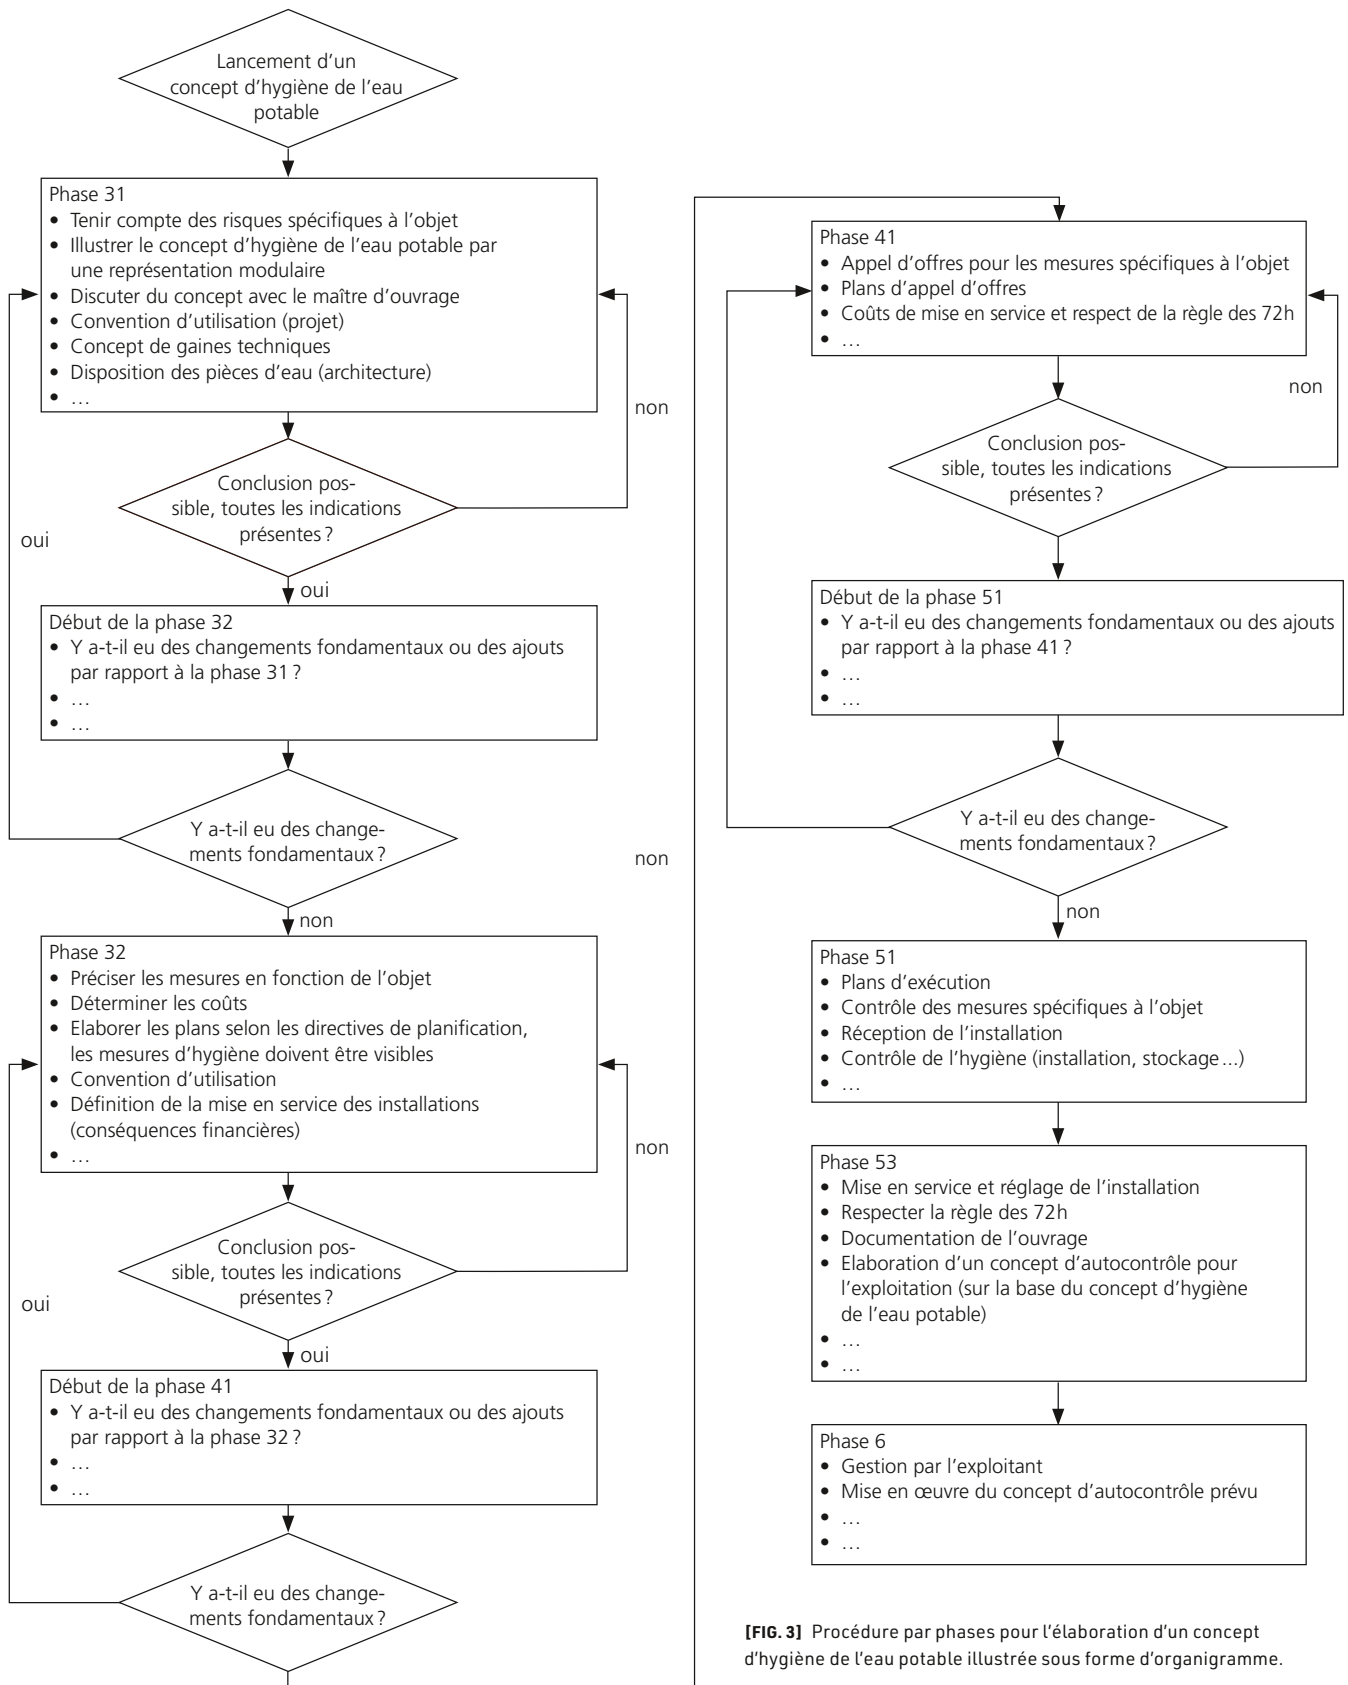 Lancement d'un
concept d'hygiène de l'eau
potable
Phase 31
• Tenir compte des risques spécifiques à l'objet
• Illustrer le concept d'hygiène de l'eau potable par
une représentation modulaire
• Discuter du concept avec le maître d'ouvrage
• Convention d'utilisation (projet)
• Concept de gaines techniques
• Disposition des pièces d'eau (architecture)
• …
non
Conclusion pos-
sible, toutes les indications
présentes ?
oui
oui
Début de la phase 32
• Y a-t-il eu des changements fondamentaux ou des ajouts
par rapport à la phase 31 ?
• …
• …
Y a-t-il eu des change-
ments fondamentaux ?
non
non
Phase 32
• Préciser les mesures en fonction de l'objet
• Déterminer les coûts
• Elaborer les plans selon les directives de planification,
les mesures d'hygiène doivent être visibles
• Convention d'utilisation
• Définition de la mise en service des installations
(conséquences financières)
• …
non
Conclusion pos-
sible, toutes les indications
présentes ?
oui
oui
Début de la phase 41
• Y a-t-il eu des changements fondamentaux ou des ajouts
par rapport à la phase 32 ?
• …
• …
Y a-t-il eu des change-
ments fondamentaux ?
Phase 41
• Appel d'offres pour les mesures spécifiques à l'objet
• Plans d'appel d'offres
• Coûts de mise en service et respect de la règle des 72h
• …
non
Conclusion pos-
sible, toutes les indications
présentes ?
Début de la phase 51
• Y a-t-il eu des changements fondamentaux ou des ajouts
par rapport à la phase 41 ?
• …
• …
Y a-t-il eu des change-
ments fondamentaux ?
non
Phase 51
• Plans d'exécution
• Contrôle des mesures spécifiques à l'objet
• Réception de l'installation
• Contrôle de l'hygiène (installation, stockage …)
• …
Phase 53
• Mise en service et réglage de l'installation
• Respecter la règle des 72h
• Documentation de l'ouvrage
• Elaboration d'un concept d'autocontrôle pour
l'exploitation (sur la base du concept d'hygiène
de l'eau potable)
• …
• …
Phase 6
• Gestion par l'exploitant
• Mise en œuvre du concept d'autocontrôle prévu
• …
• …
[FIG. 3] Procédure par phases pour l'élaboration d'un concept
d'hygiène de l'eau potable illustrée sous forme d'organigramme.